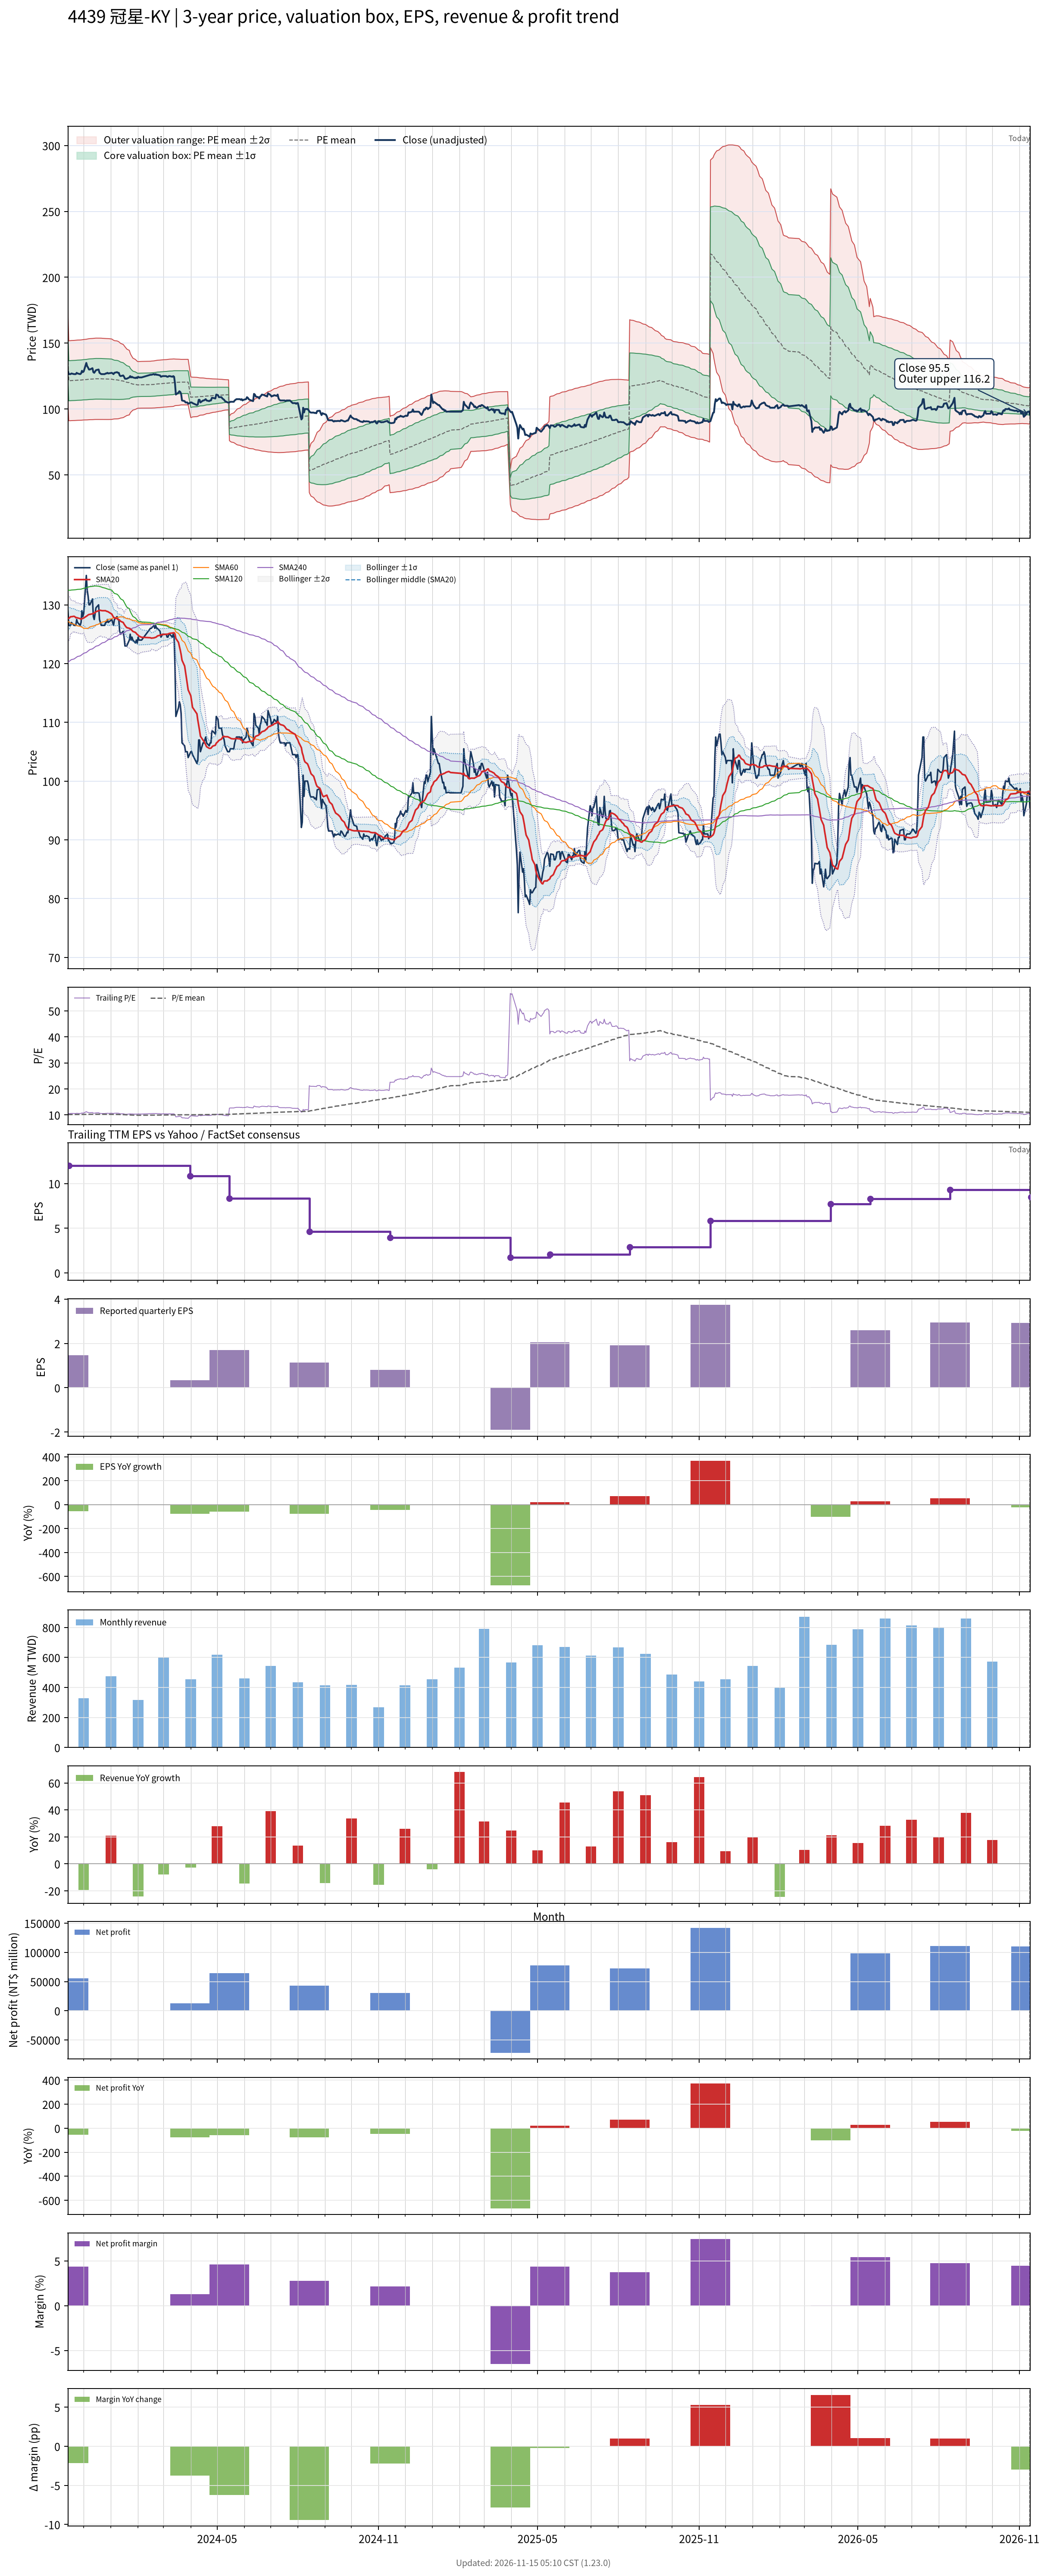 4439 冠星-KY | 3-year price, valuation box, EPS, revenue & profit trend
Outer valuation range: PE mean ±2σ
PE mean
Close (unadjusted)
Core valuation box: PE mean ±1σ
Today
300
250
200
150
100
50
Price (TWD)
Close 95.5
Outer upper 116.2
Close (same as panel 1)
SMA60
SMA240
Bollinger ±1σ
SMA20
SMA120
Bollinger ±2σ
Bollinger middle (SMA20)
130
120
110
100
90
80
70
Price
Trailing P/E
P/E mean
50
40
30
20
10
P/E
Trailing TTM EPS vs Yahoo / FactSet consensus
Today
10
5
0
EPS
Reported quarterly EPS
4
2
0
-2
EPS
EPS YoY growth
400
200
0
-200
-400
-600
YoY (%)
Monthly revenue
800
600
400
200
0
Revenue (M TWD)
Revenue YoY growth
60
40
20
0
-20
YoY (%)
Month
Net profit
150000
100000
50000
0
-50000
Net profit (NT$ million)
Net profit YoY
400
200
0
-200
-400
-600
YoY (%)
Net profit margin
5
0
-5
Margin (%)
Margin YoY change
5
0
-5
-10
Δ margin (pp)
2024-05
2024-11
2025-05
2025-11
2026-05
2026-11
Updated: 2026-11-15 05:10 CST (1.23.0)